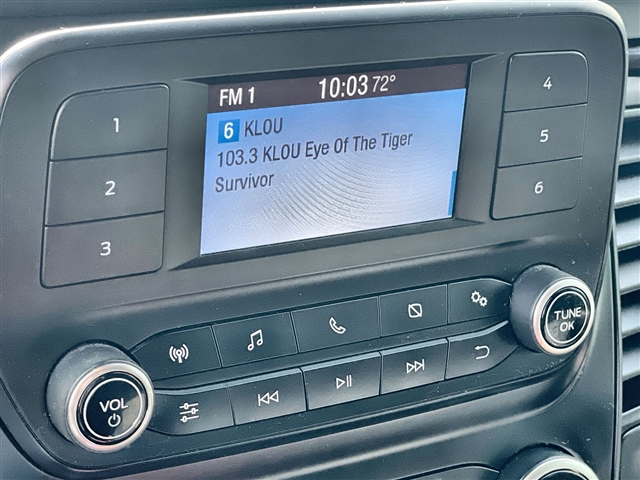 FM 1 10:03 72°
6 KLOU
103.3 KLOU Eye Of The Tiger
Survivor
1
2
3
4
5
6
VOL
TUNE
OK